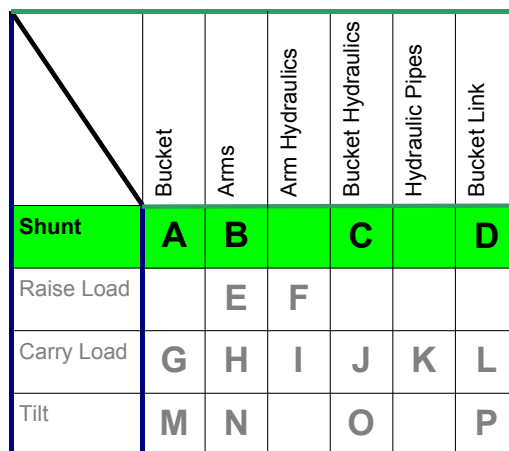 Bucket
Arms
Arm Hydraulics
Bucket Hydraulics
Hydraulic Pipes
Bucket Link
Shunt A B C D
Raise Load E F
Carry Load G H I J K L
Tilt M N O P